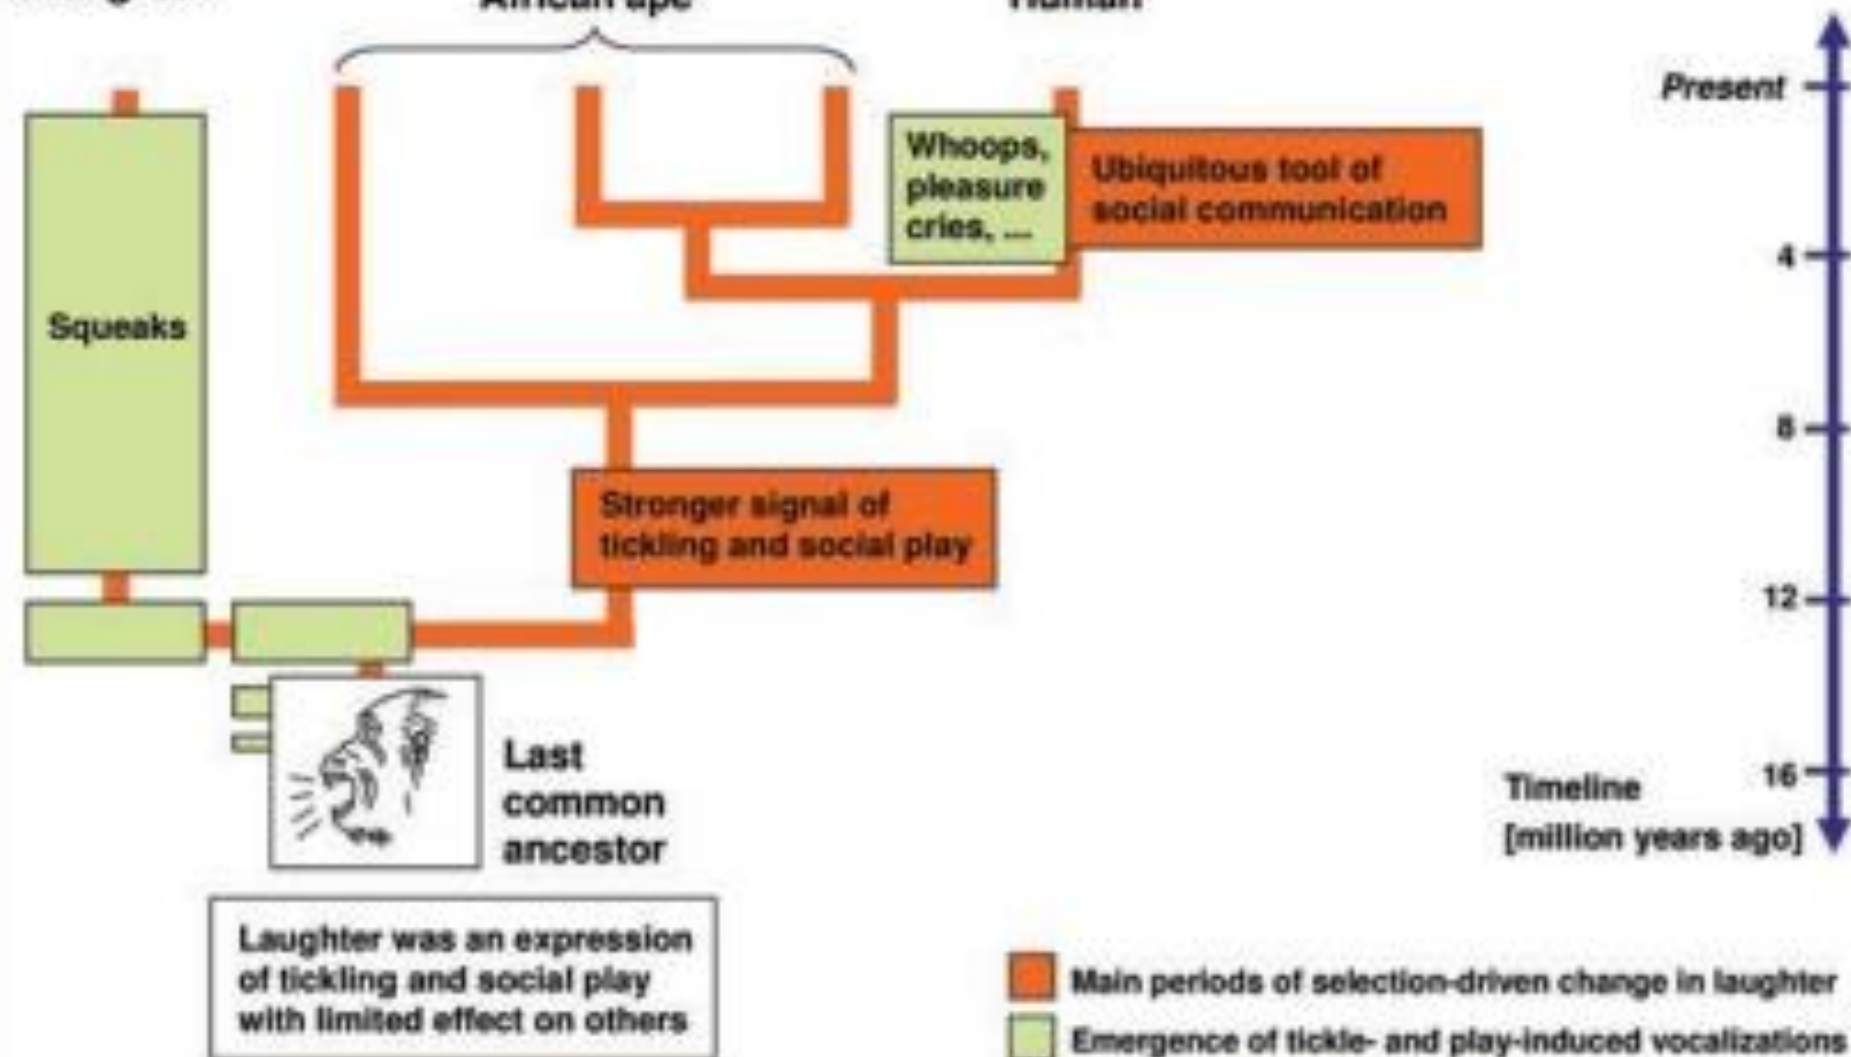 African ape
Human
Present
Whoops,
pleasure
cries, ...
Ubiquitous tool of
social communication
4
Squeaks
8
Stronger signal of
tickling and social play
12
Last
common
ancestor
16
Timeline
[million years ago]
Laughter was an expression
of tickling and social play
with limited effect on others
Main periods of selection-driven change in laughter
Emergence of tickle- and play-induced vocalizations